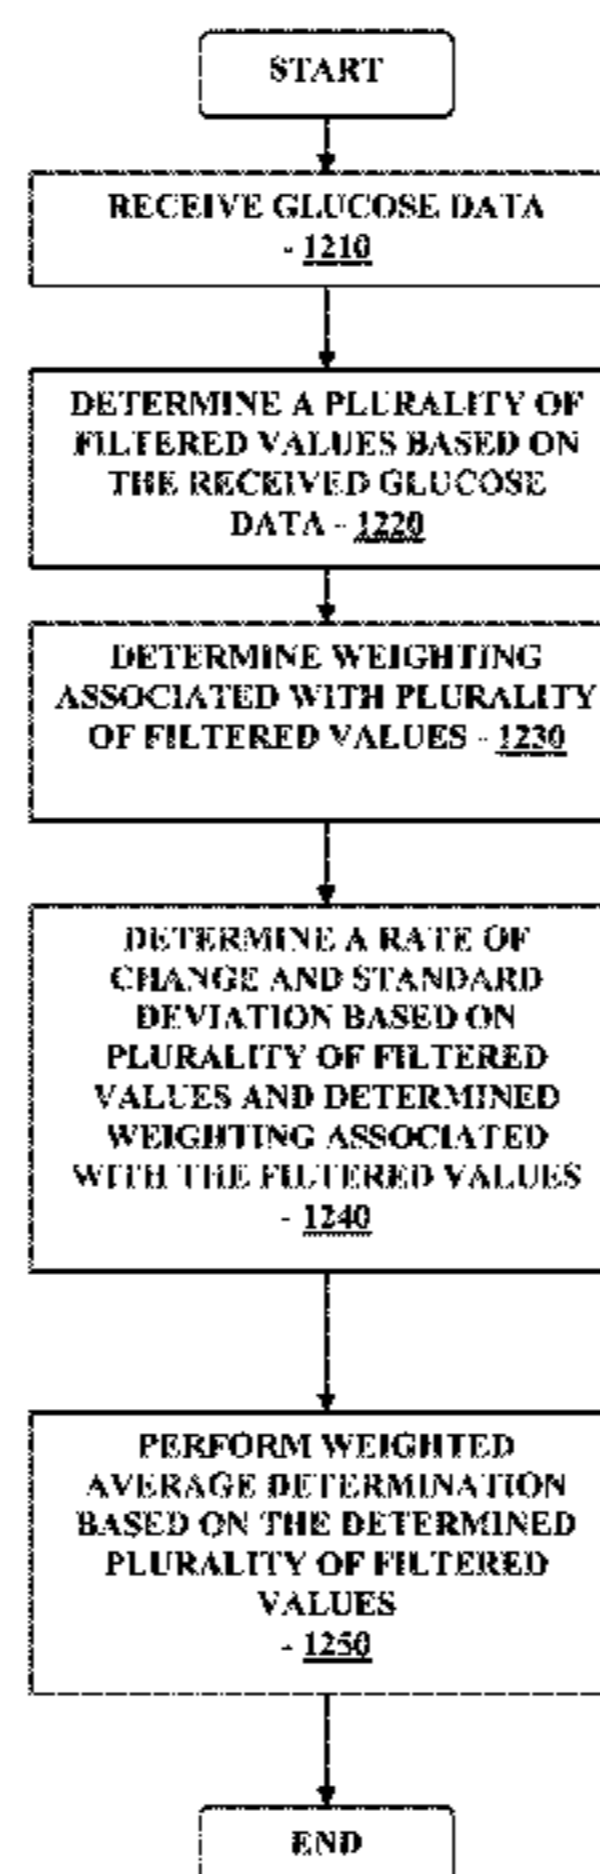 START
RECEIVE GLUCOSE DATA
- 1210
DETERMINE A PLURALITY OF
FILTERED VALUES BASED ON
THE RECEIVED GLUCOSE
DATA - 1220
DETERMINE WEIGHTING
ASSOCIATED WITH PLURALITY
OF FILTERED VALUES - 1230
DETERMINE A RATE OF
CHANGE AND STANDARD
DEVIATION BASED ON
PLURALITY OF FILTERED
VALUES AND DETERMINED
WEIGHTING ASSOCIATED
WITH THE FILTERED VALUES
- 1240
PERFORM WEIGHTED
AVERAGE DETERMINATION
BASED ON THE DETERMINED
PLURALITY OF FILTERED
VALUES
- 1250
END